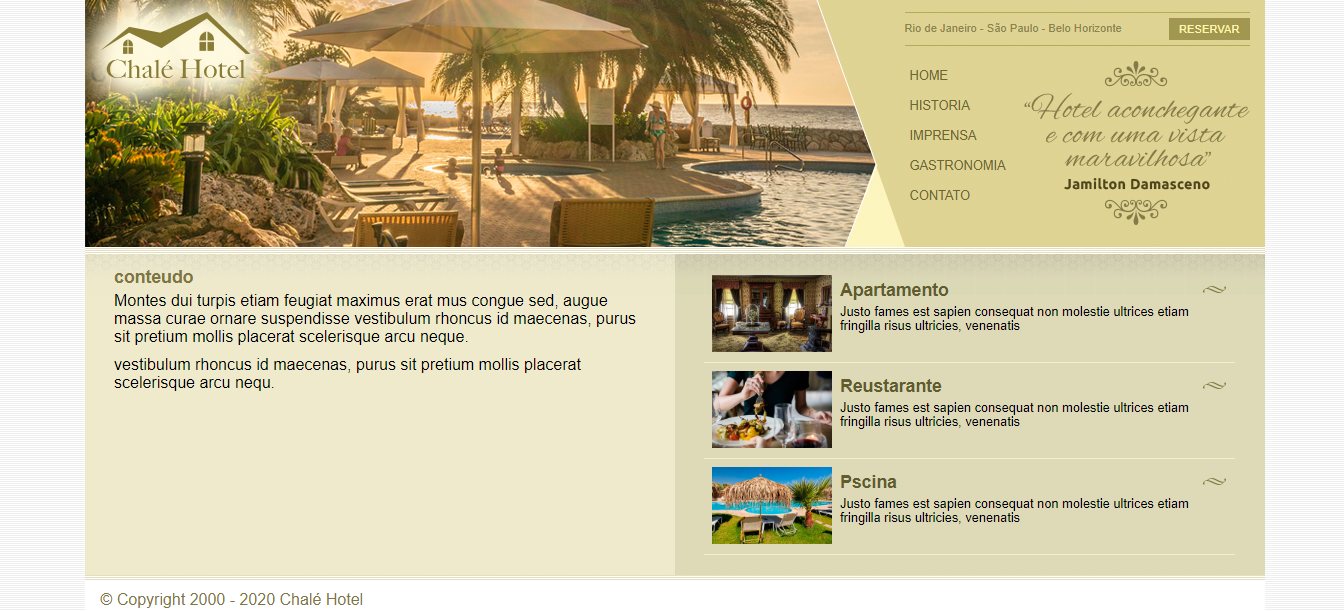 Chalé Hotel
Rio de Janeiro - São Paulo - Belo Horizonte
RESERVAR
HOME
HISTORIA
IMPRENSA
GASTRONOMIA
CONTATO
“Hotel aconchegante
e com uma vista
maravilhosa”
Jamilton Damasceno
conteudo
Montes dui turpis etiam feugiat maximus erat mus congue sed, augue
massa curae ornare suspendisse vestibulum rhoncus id maecenas, purus
sit pretium mollis placerat scelerisque arcu neque.
vestibulum rhoncus id maecenas, purus sit pretium mollis placerat
scelerisque arcu nequ.
Apartamento
Justo fames est sapien consequat non molestie ultrices etiam
fringilla risus ultricies, venenatis
Reustarante
Justo fames est sapien consequat non molestie ultrices etiam
fringilla risus ultricies, venenatis
Pscina
Justo fames est sapien consequat non molestie ultrices etiam
fringilla risus ultricies, venenatis
© Copyright 2000 - 2020 Chalé Hotel